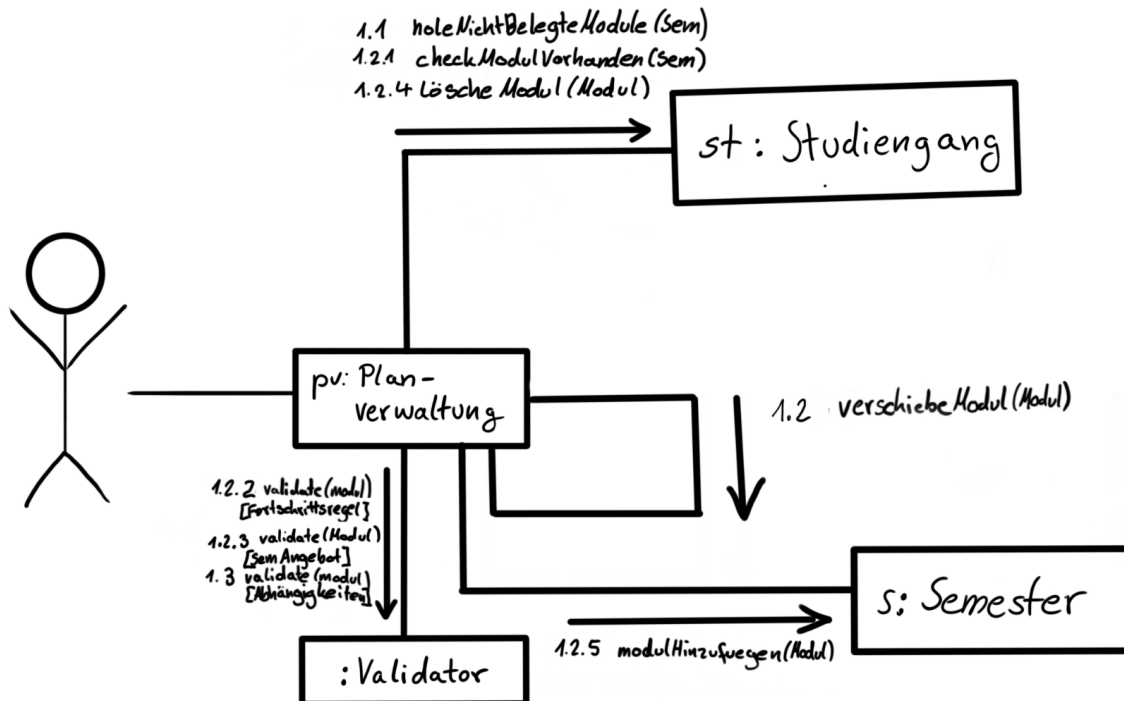 1.1 holeNichtBelegteModule(Sem)
1.2.1 checkModulVorhanden(Sem)
1.2.4 löscheModul(Modul)
st: Studiengang
pv: Plan-
verwaltung
1.2 verschiebeModul(Modul)
1.2.2 validate(modul)
[Fortschrittsregel]
1.2.3 validate(Modul)
[SemAngebot]
1.3 validate(modul)
[Abhängigkeiten]
s: Semester
1.2.5 modulHinzufuegen(Modul)
:Validator